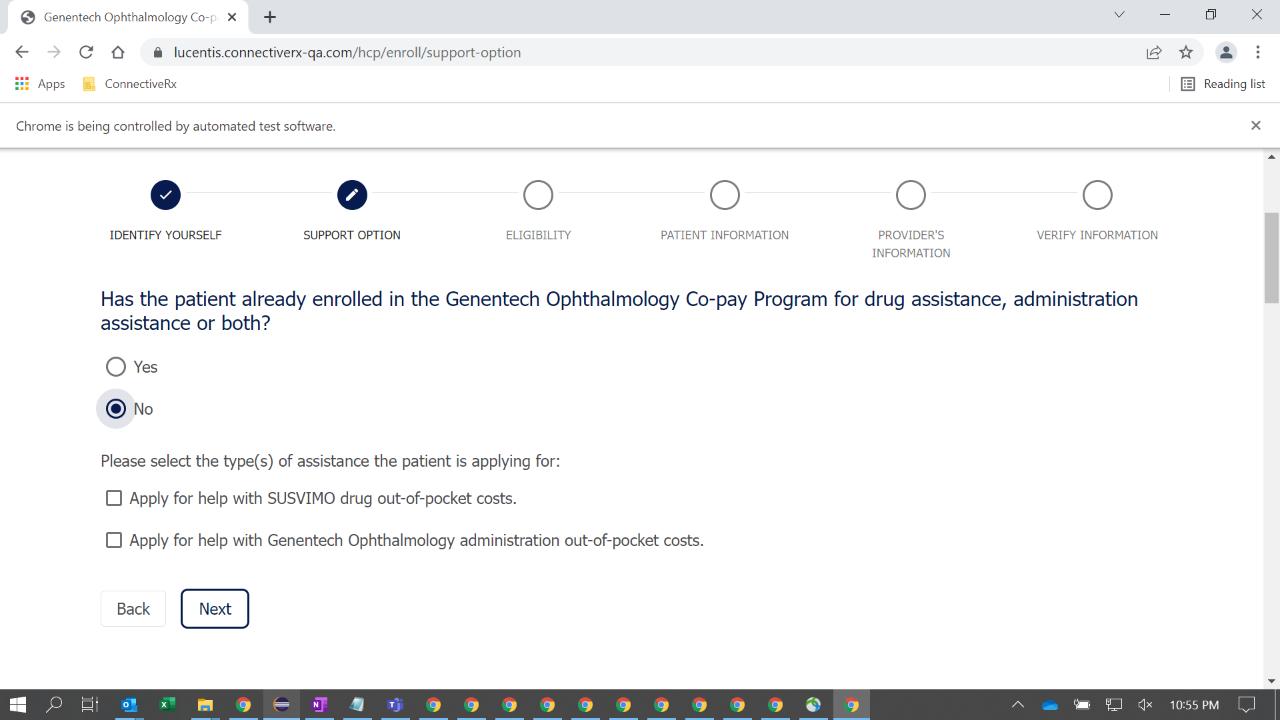 Genentech Ophthalmology Co-p
lucentis.connectiverx-qa.com/hcp/enroll/support-option
Apps
ConnectiveRx
Reading list
Chrome is being controlled by automated test software.
IDENTIFY YOURSELF
SUPPORT OPTION
ELIGIBILITY
PATIENT INFORMATION
PROVIDER'S
INFORMATION
VERIFY INFORMATION
Has the patient already enrolled in the Genentech Ophthalmology Co-pay Program for drug assistance, administration
assistance or both?
Yes
No
Please select the type(s) of assistance the patient is applying for:
Apply for help with SUSVIMO drug out-of-pocket costs.
Apply for help with Genentech Ophthalmology administration out-of-pocket costs.
Back
Next
10:55 PM